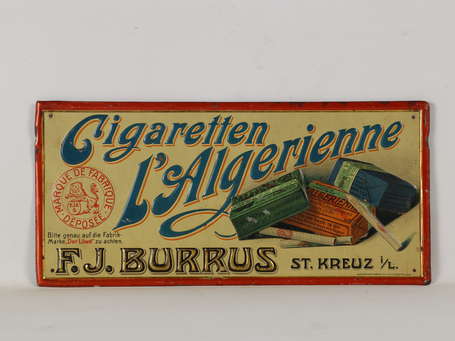 Cigaretten
l'Algerienne
MARQUE DE FABRIQUE
DÉPOSÉE
Bitte genau auf die Fabrik-
Marke „Der Löwe" zu achten.
F.J. BURRUS ST. KREUZ i/L.